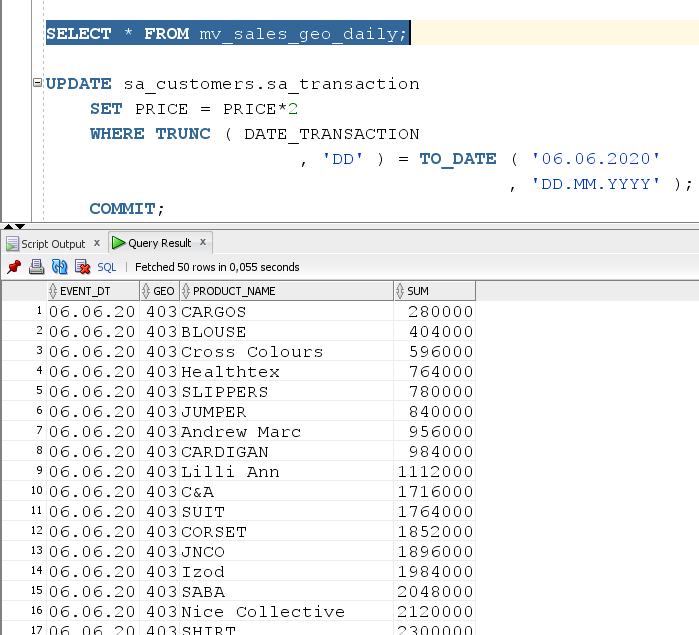 SELECT * FROM mv_sales_geo_daily;
UPDATE sa_customers.sa_transaction
SET PRICE = PRICE*2
WHERE TRUNC ( DATE_TRANSACTION
, 'DD' ) = TO_DATE ( '06.06.2020'
, 'DD.MM.YYYY' );
COMMIT;
Script Output x Query Result x
SQL | Fetched 50 rows in 0,055 seconds
EVENT_DT GEO PRODUCT_NAME SUM
1 06.06.20 403 CARGOS 280000
2 06.06.20 403 BLOUSE 404000
3 06.06.20 403 Cross Colours 596000
4 06.06.20 403 Healthtex 764000
5 06.06.20 403 SLIPPERS 780000
6 06.06.20 403 JUMPER 840000
7 06.06.20 403 Andrew Marc 956000
8 06.06.20 403 CARDIGAN 984000
9 06.06.20 403 Lilli Ann 1112000
10 06.06.20 403 C&A 1716000
11 06.06.20 403 SUIT 1764000
12 06.06.20 403 CORSET 1852000
13 06.06.20 403 JNCO 1896000
14 06.06.20 403 Izod 1984000
15 06.06.20 403 SABA 2048000
16 06.06.20 403 Nice Collective 2120000
17 06.06.20 403 SHIRT 2300000